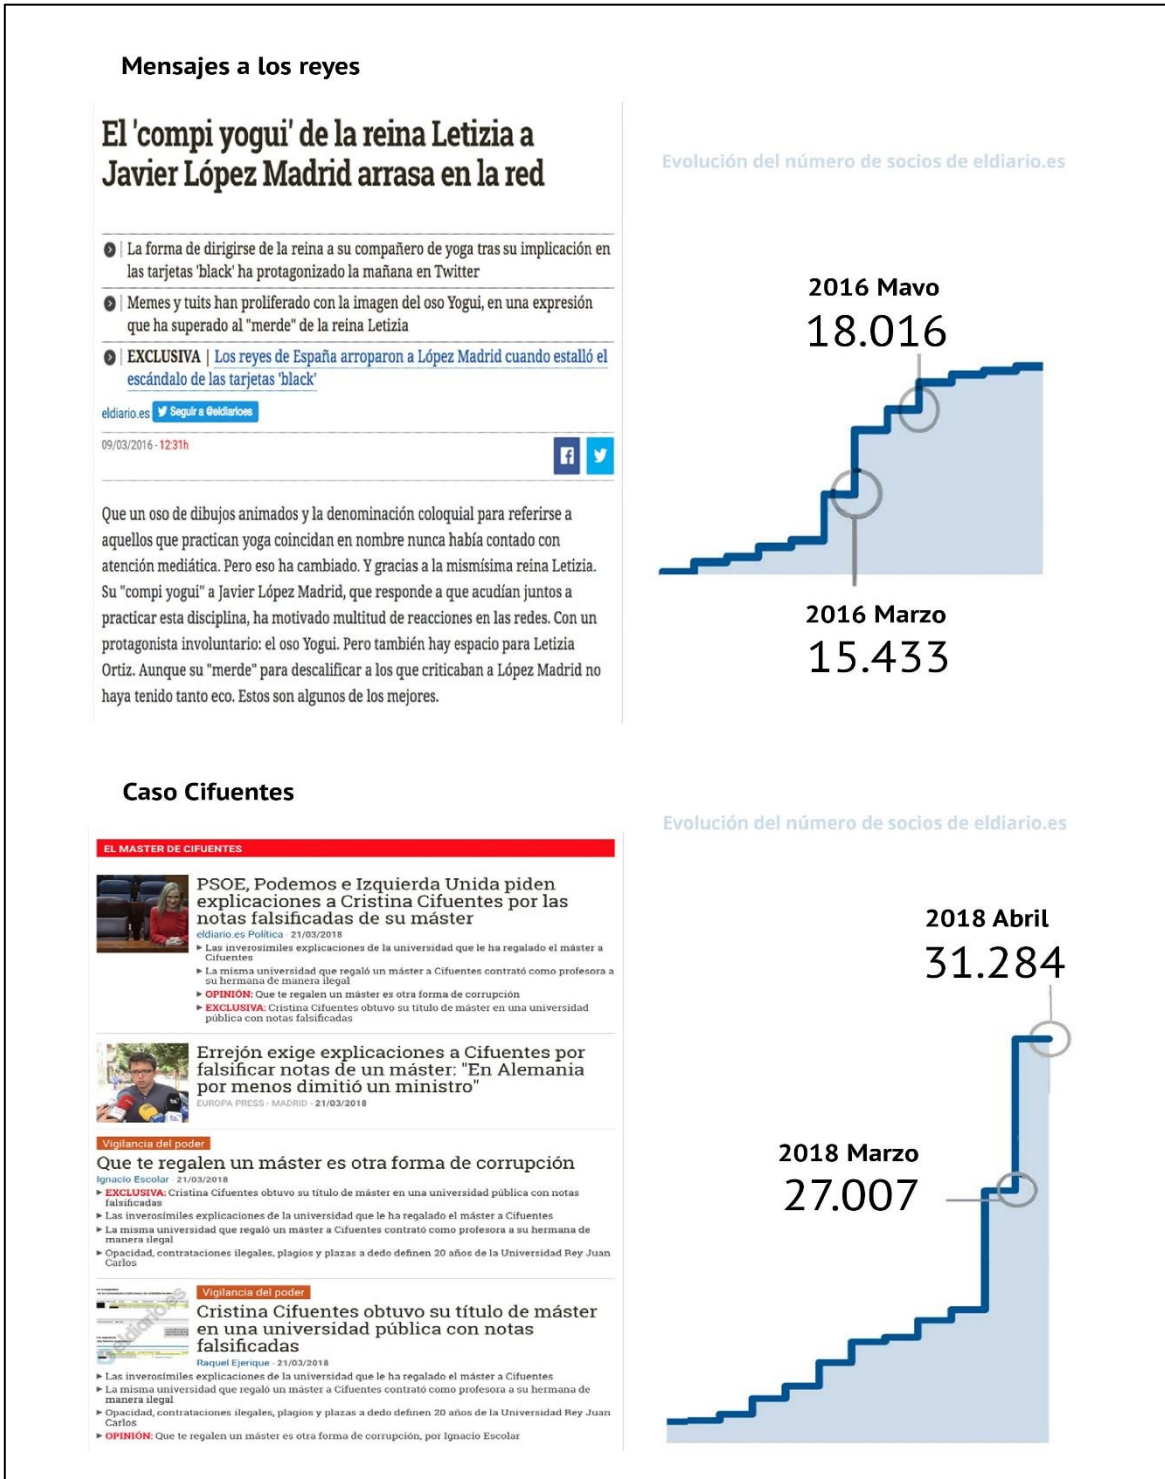 Mensajes a los reyes
El 'compi yogui' de la reina Letizia a
Javier López Madrid arrasa en la red
La forma de dirigirse de la reina a su compañero de yoga tras su implicación en
las tarjetas 'black' ha protagonizado la mañana en Twitter
Memes y tuits han proliferado con la imagen del oso Yogui, en una expresión
que ha superado al "merde" de la reina Letizia
EXCLUSIVA | Los reyes de España arroparon a López Madrid cuando estalló el
escándalo de las tarjetas 'black'
eldiario.es Seguir a @eldiarioes
09/03/2016 - 12:31h
Que un oso de dibujos animados y la denominación coloquial para referirse a
aquellos que practican yoga coincidan en nombre nunca había contado con
atención mediática. Pero eso ha cambiado. Y gracias a la mismísima reina Letizia.
Su "compi yogui" a Javier López Madrid, que responde a que acudían juntos a
practicar esta disciplina, ha motivado multitud de reacciones en las redes. Con un
protagonista involuntario: el oso Yogui. Pero también hay espacio para Letizia
Ortiz. Aunque su "merde" para descalificar a los que criticaban a López Madrid no
haya tenido tanto eco. Estos son algunos de los mejores.
Evolución del número de socios de eldiario.es
2016 Mavo
18.016
2016 Marzo
15.433
Caso Cifuentes
EL MASTER DE CIFUENTES
PSOE, Podemos e Izquierda Unida piden
explicaciones a Cristina Cifuentes por las
notas falsificadas de su máster
eldiario.es Política - 21/03/2018
Las inverosímiles explicaciones de la universidad que le ha regalado el máster a
Cifuentes
La misma universidad que regaló un máster a Cifuentes contrató como profesora a
su hermana de manera ilegal
OPINIÓN: Que te regalen un máster es otra forma de corrupción
EXCLUSIVA: Cristina Cifuentes obtuvo su título de máster en una universidad
pública con notas falsificadas
Errejón exige explicaciones a Cifuentes por
falsificar notas de un máster: "En Alemania
por menos dimitió un ministro"
EUROPA PRESS - MADRID - 21/03/2018
Vigilancia del poder
Que te regalen un máster es otra forma de corrupción
Ignacio Escolar - 21/03/2018
EXCLUSIVA: Cristina Cifuentes obtuvo su título de máster en una universidad pública con notas
falsificadas
Las inverosímiles explicaciones de la universidad que le ha regalado el máster a Cifuentes
La misma universidad que regaló un máster a Cifuentes contrató como profesora a su hermana de
manera ilegal
Opacidad, contrataciones ilegales, plagios y plazas a dedo definen 20 años de la Universidad Rey Juan
Carlos
eldiario.es
Vigilancia del poder
Cristina Cifuentes obtuvo su título de máster
en una universidad pública con notas
falsificadas
Raquel Ejerique - 21/03/2018
Las inverosímiles explicaciones de la universidad que le ha regalado el máster a Cifuentes
La misma universidad que regaló un máster a Cifuentes contrató como profesora a su hermana de
manera ilegal
Opacidad, contrataciones ilegales, plagios y plazas a dedo definen 20 años de la Universidad Rey Juan
Carlos
OPINIÓN: Que te regalen un máster es otra forma de corrupción, por Ignacio Escolar
Evolución del número de socios de eldiario.es
2018 Abril
31.284
2018 Marzo
27.007